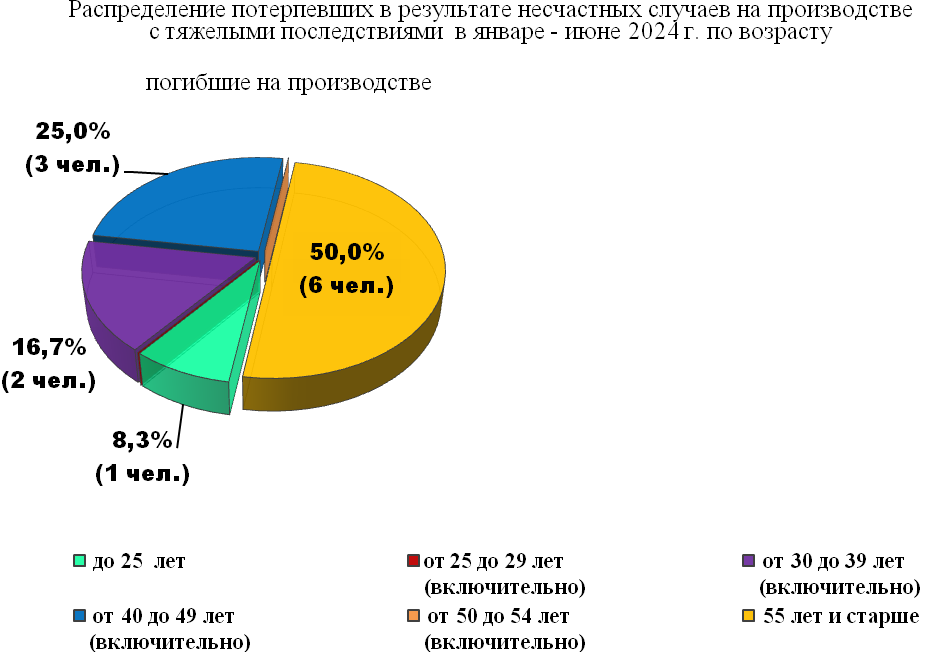 Распределение потерпевших в результате несчастных случаев на производстве
с тяжелыми последствиями в январе - июне 2024 г. по возрасту
погибшие на производстве
25,0%
(3 чел.)
50,0%
(6 чел.)
16,7%
(2 чел.)
8,3%
(1 чел.)
до 25 лет
от 25 до 29 лет
(включительно)
от 30 до 39 лет
(включительно)
от 40 до 49 лет
(включительно)
от 50 до 54 лет
(включительно)
55 лет и старше